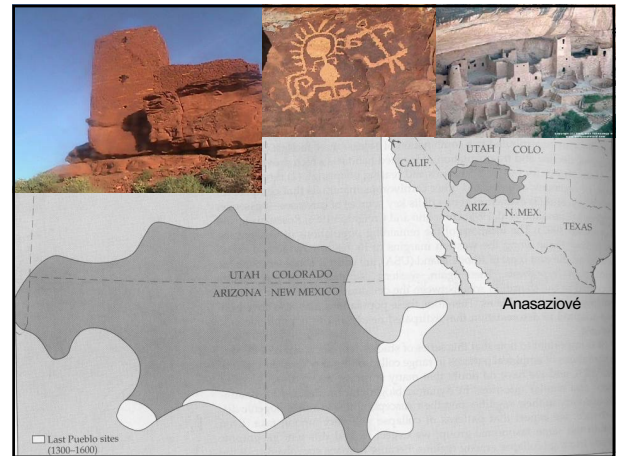 UTAH
COLO.
CALIF.
ARIZ.
N. MEX.
TEXAS
Anasaziové
UTAH COLORADO
ARIZONA NEW MEXICO
Last Pueblo sites
(1300–1600)